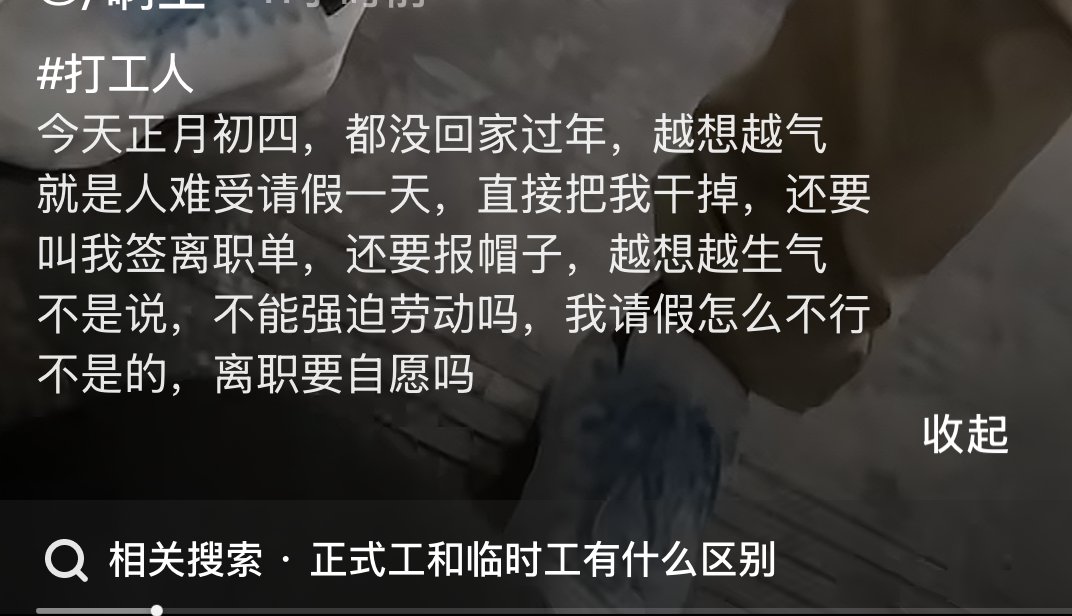 #打工人
今天正月初四，都没回家过年，越想越气
就是人难受请假一天，直接把我干掉，还要
叫我签离职单，还要报帽子，越想越生气
不是说，不能强迫劳动吗，我请假怎么不行
不是的，离职要自愿吗
收起
相关搜索 · 正式工和临时工有什么区别